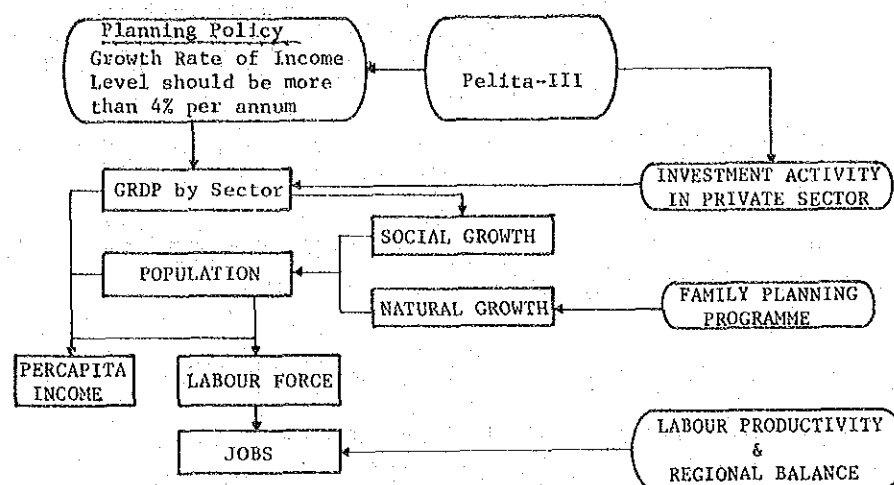 Planning Policy
Growth Rate of Income
Level should be more
than 4% per annum
Pelita-III
GRDP by Sector
INVESTMENT ACTIVITY
IN PRIVATE SECTOR
SOCIAL GROWTH
POPULATION
NATURAL GROWTH
FAMILY PLANNING
PROGRAMME
PERCAPITA
INCOME
LABOUR FORCE
JOBS
LABOUR PRODUCTIVITY
&
REGIONAL BALANCE